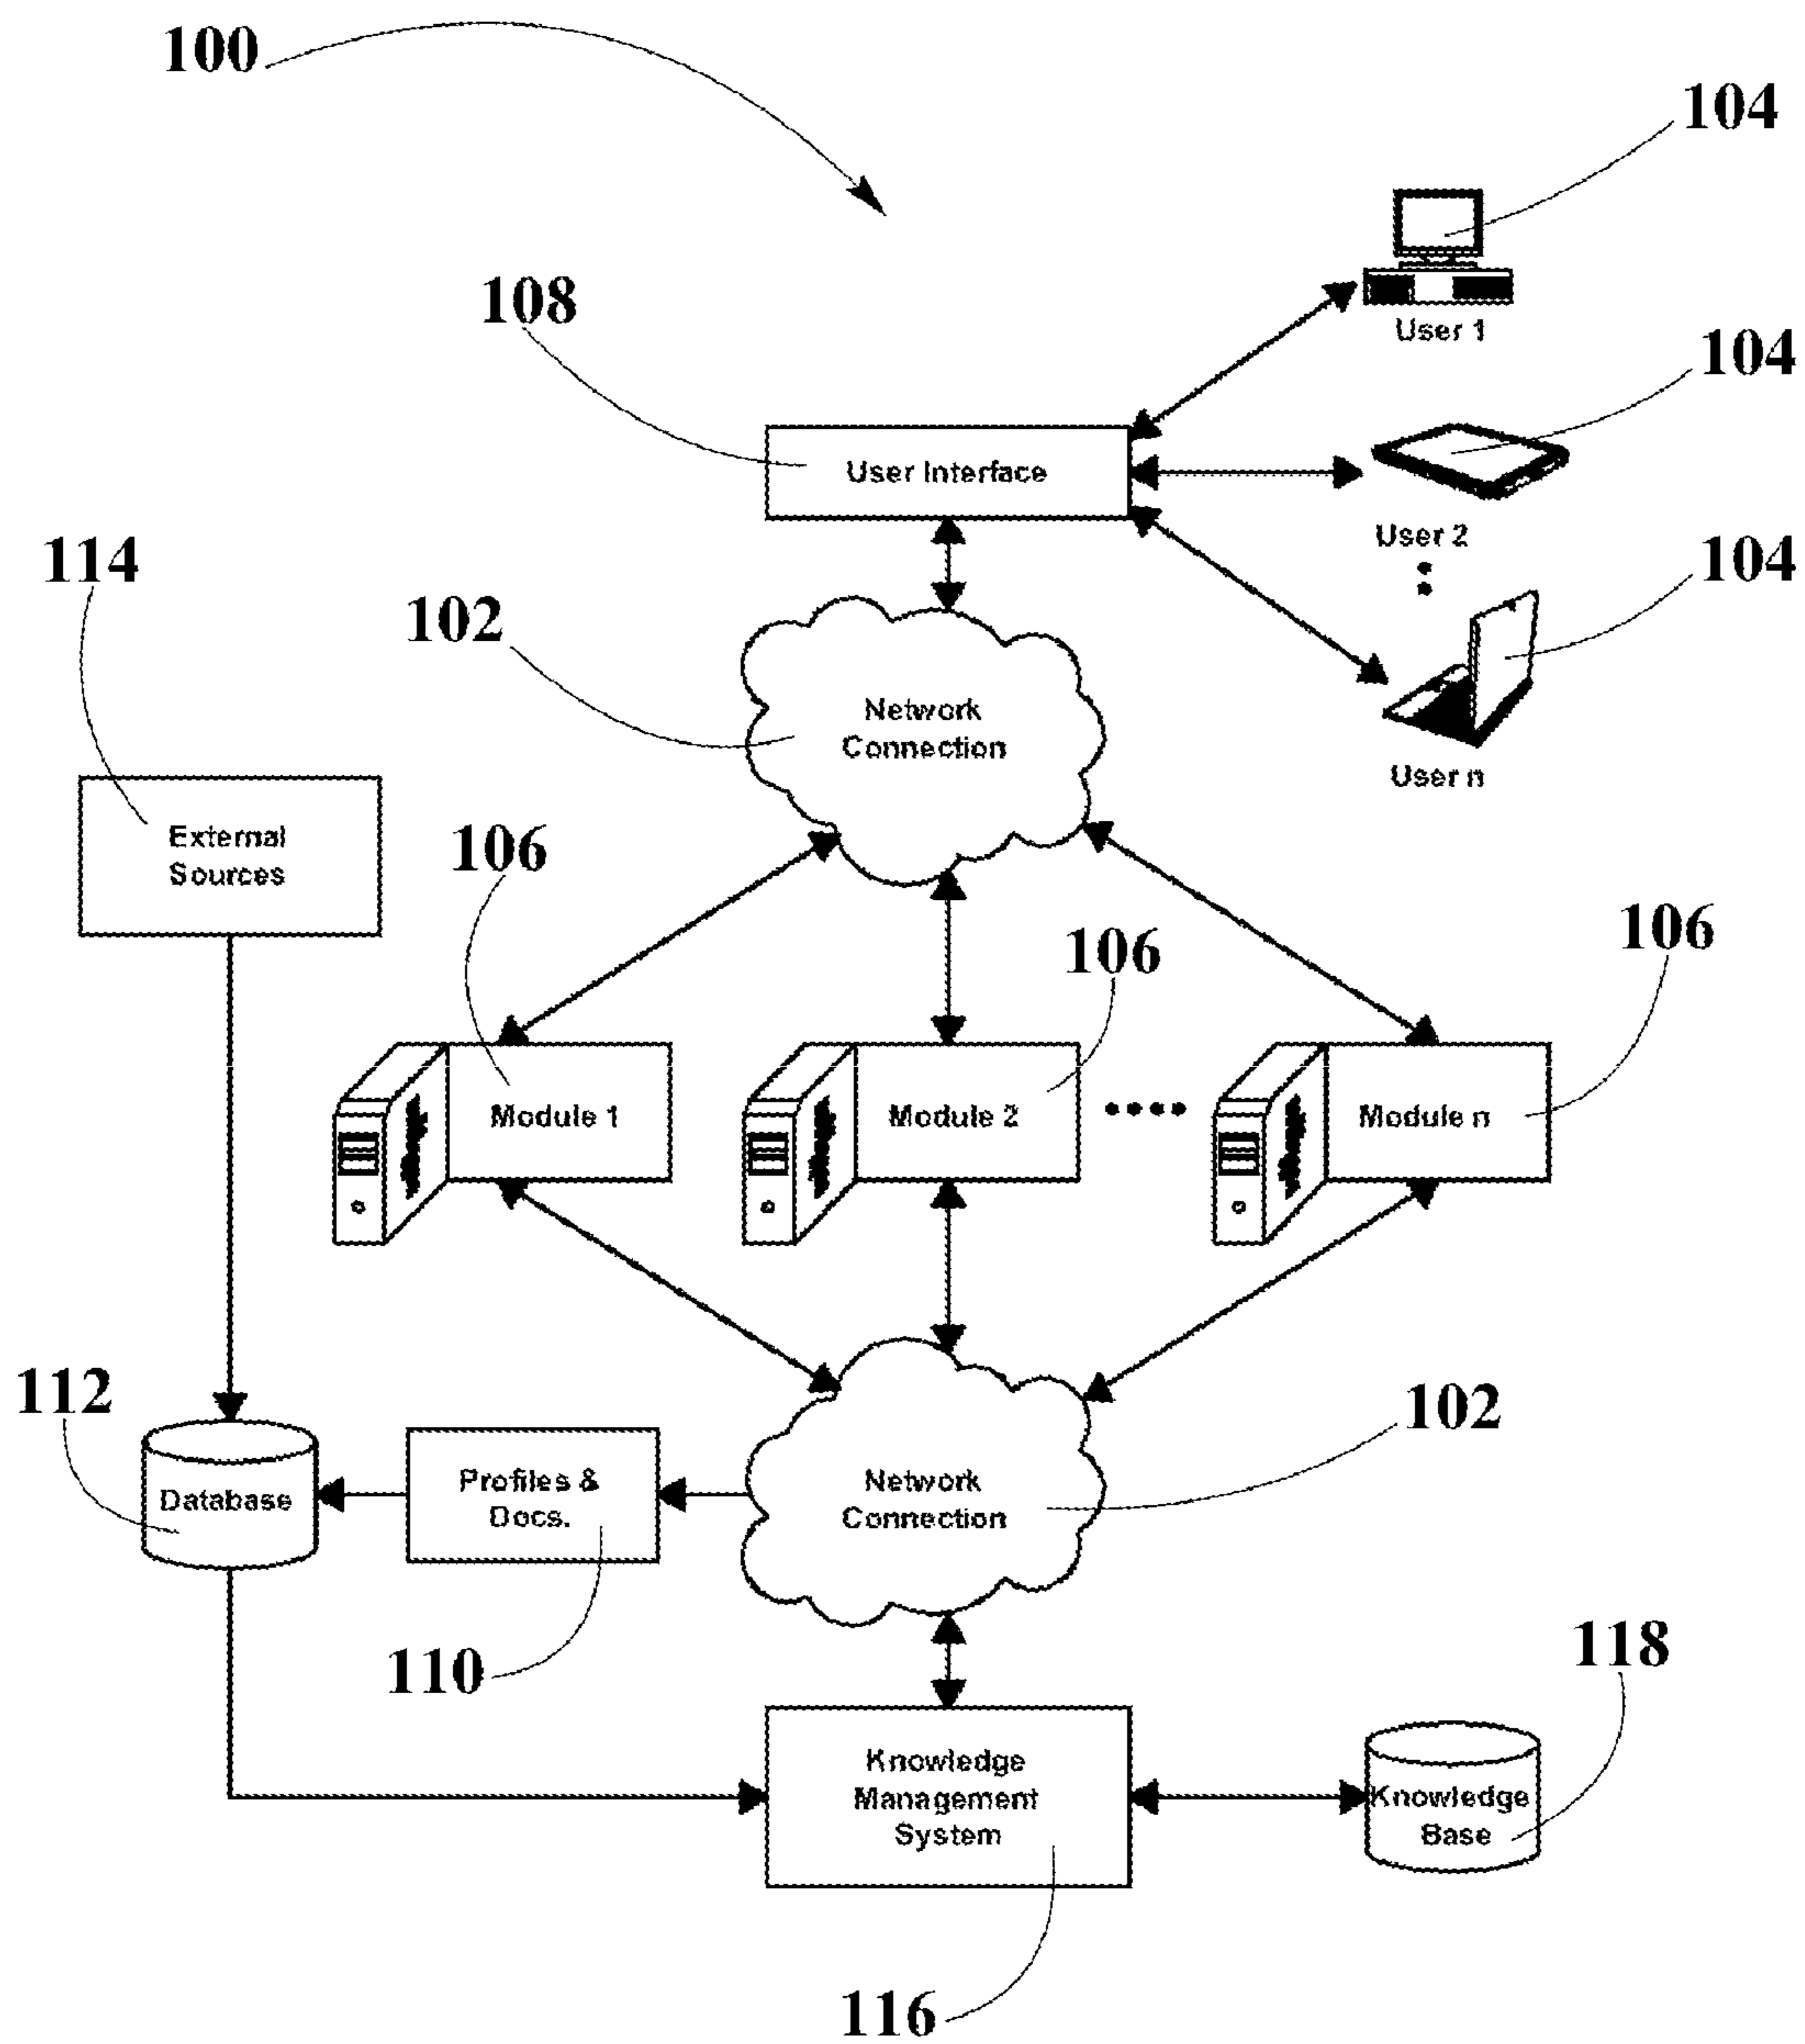 100
104
User 1
108
104
User Interface
User 2
114
104
102
Network
Connection
User n
External
Sources
106
106
106
Module 1
Module 2
Module n
112
102
Database
Profiles &
Docs.
Network
Connection
110
118
Knowledge
Management
System
Knowledge
Base
116